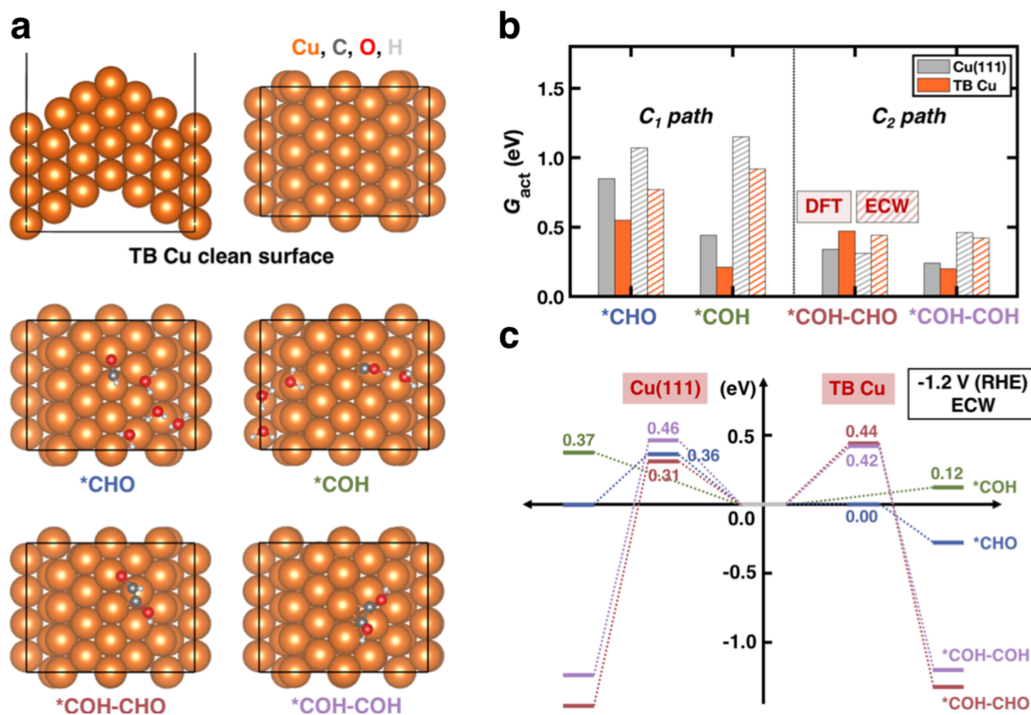 a
Cu, C, O, H
TB Cu clean surface
*CHO
*COH
*COH-CHO
*COH-COH
b
G_act (eV)
1.5
1.0
0.5
0.0
Cu(111)
TB Cu
C₁ path
C₂ path
DFT
ECW
*CHO
*COH
*COH-CHO
*COH-COH
c
Cu(111)
(eV)
TB Cu
-1.2 V (RHE)
ECW
0.37
0.46
0.36
0.31
0.5
0.0
-0.5
-1.0
0.44
0.42
0.12
0.00
*COH
*CHO
*COH-COH
*COH-CHO